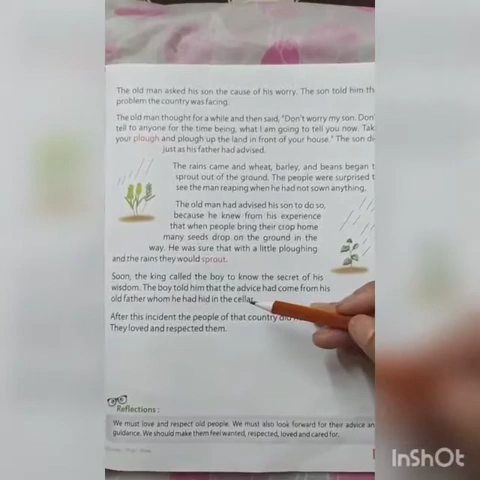 The old man asked his son the cause of his worry. The son told him the
problem the country was facing.
The old man thought for a while and then said, "Don't worry my son. Don'
tell to anyone for the time being, what I am going to tell you now. Tak
your plough and plough up the land in front of your house." The son di
just as his father had advised.
The rains came and wheat, barley, and beans began t
sprout out of the ground. The people were surprised t
see the man reaping when he had not sown anything.
The old man had advised his son to do so,
because he knew from his experience
that when people bring their crop home
many seeds drop on the ground in the
way. He was sure that with a little ploughing
and the rains they would sprout.
Soon, the king called the boy to know the secret of his
wisdom. The boy told him that the advice had come from his
old father whom he had hid in the cellar.
After this incident the people of that country did
They loved and respected them.
Reflections :
We must love and respect old people. We must also look forward for their advice an
guidance. We should make them feel wanted, respected, loved and cared for.
InShOt